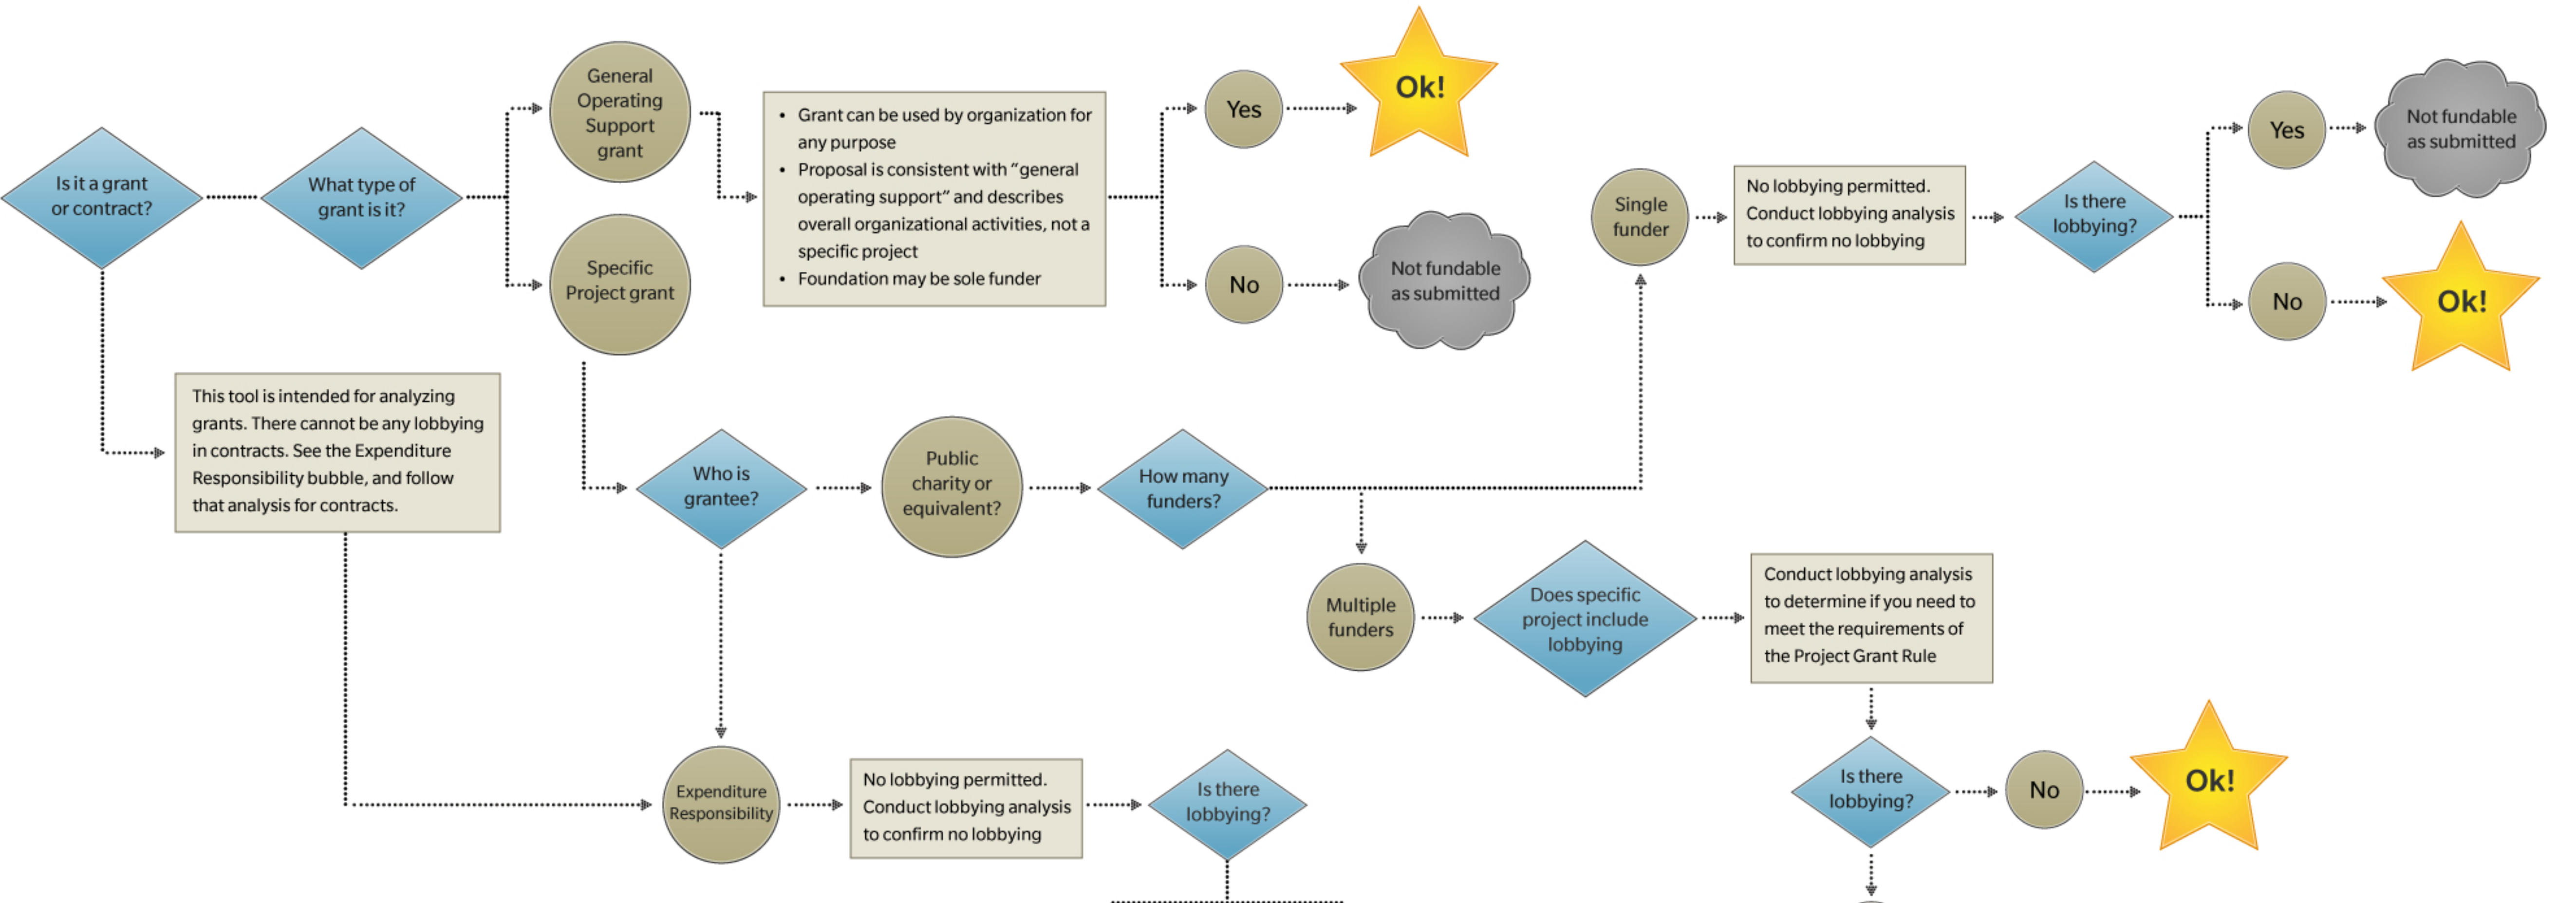 Is it a grant
or contract?
What type of
grant is it?
General
Operating
Support
grant
Specific
Project grant
• Grant can be used by organization for
any purpose
• Proposal is consistent with “general
operating support” and describes
overall organizational activities, not a
specific project
• Foundation may be sole funder
Yes
Ok!
No
Not fundable
as submitted
Single
funder
No lobbying permitted.
Conduct lobbying analysis
to confirm no lobbying
Is there
lobbying?
Yes
Not fundable
as submitted
No
Ok!
This tool is intended for analyzing
grants. There cannot be any lobbying
in contracts. See the Expenditure
Responsibility bubble, and follow
that analysis for contracts.
Who is
grantee?
Public
charity or
equivalent?
How many
funders?
Multiple
funders
Does specific
project include
lobbying
Conduct lobbying analysis
to determine if you need to
meet the requirements of
the Project Grant Rule
Expenditure
Responsibility
No lobbying permitted.
Conduct lobbying analysis
to confirm no lobbying
Is there
lobbying?
Is there
lobbying?
No
Ok!